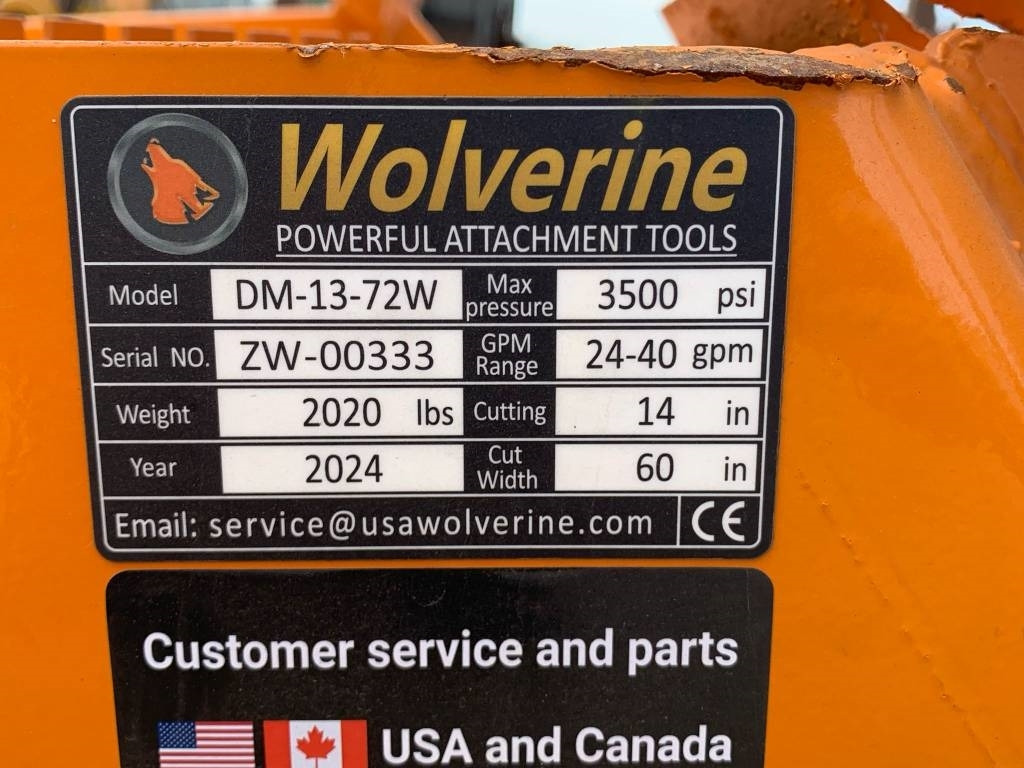 Wolverine
POWERFUL ATTACHMENT TOOLS
Model DM-13-72W Max pressure 3500 psi
Serial NO. ZW-00333 GPM Range 24-40 gpm
Weight 2020 lbs Cutting 14 in
Year 2024 Cut Width 60 in
Email: service@usawolverine.com CE
Customer service and parts
USA and Canada